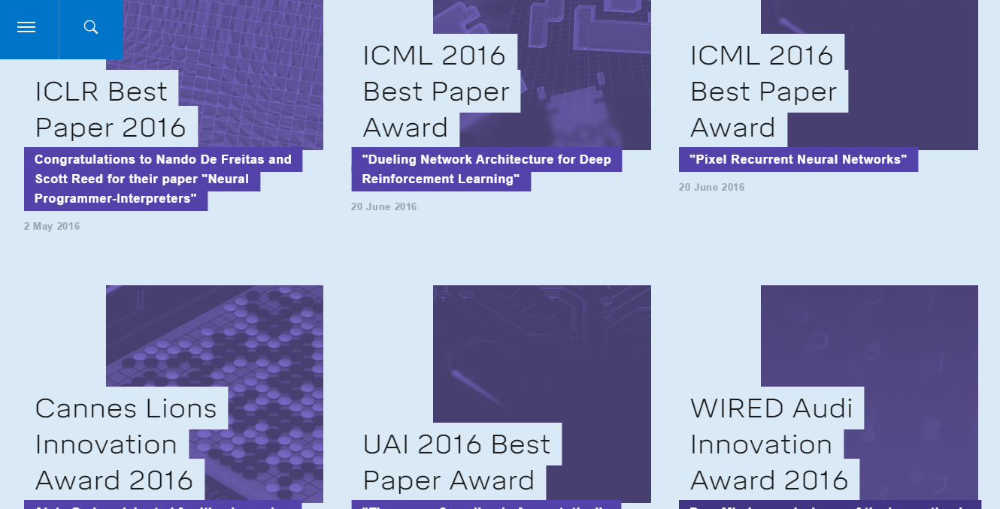 ICLR Best
Paper 2016
Congratulations to Nando De Freitas and
Scott Reed for their paper "Neural
Programmer-Interpreters"
2 May 2016
ICML 2016
Best Paper
Award
"Dueling Network Architecture for Deep
Reinforcement Learning"
20 June 2016
ICML 2016
Best Paper
Award
"Pixel Recurrent Neural Networks"
20 June 2016
Cannes Lions
Innovation
Award 2016
UAI 2016 Best
Paper Award
WIRED Audi
Innovation
Award 2016